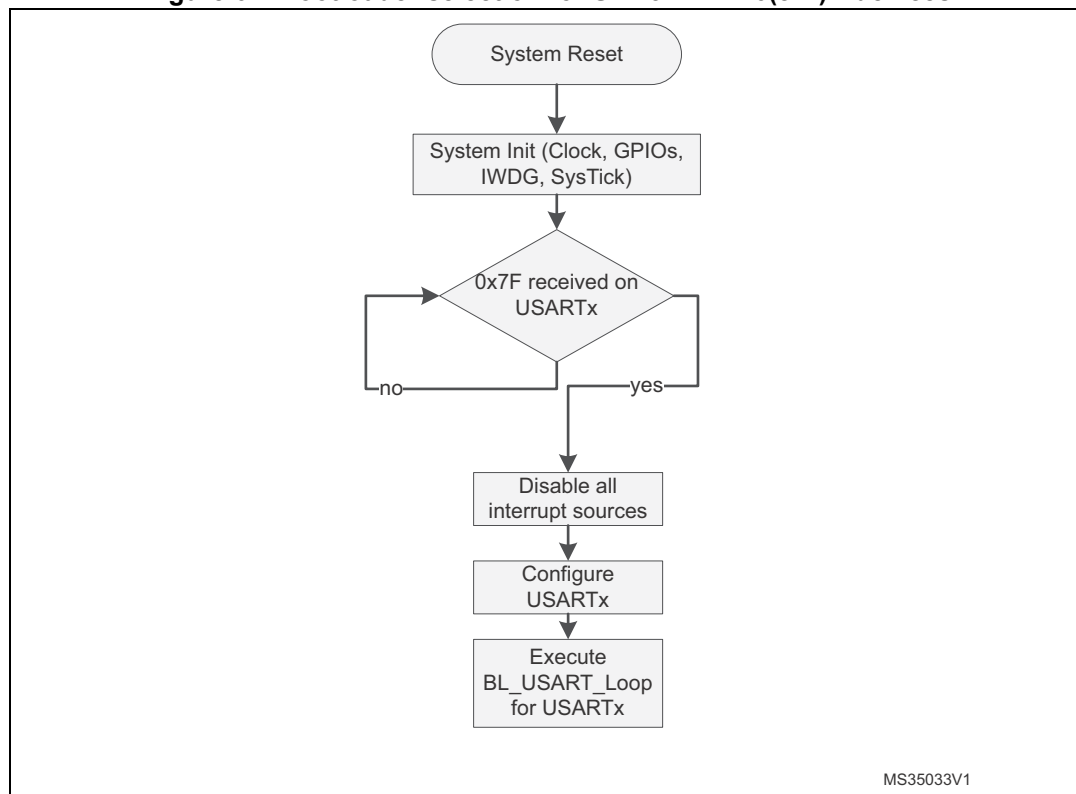 System Reset
System Init (Clock, GPIOs,
IWDG, SysTick)
0x7F received on
USARTx
no
yes
Disable all
interrupt sources
Configure
USARTx
Execute
BL_USART_Loop
for USARTx
MS35033V1